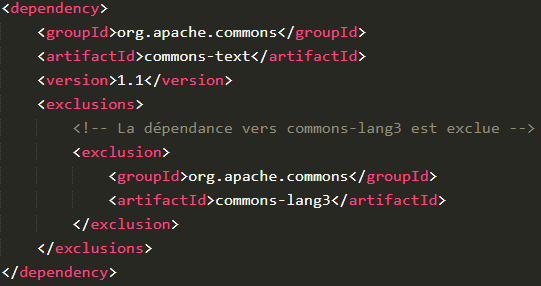 <dependency>
<groupId>org.apache.commons</groupId>
<artifactId>commons-text</artifactId>
<version>1.1</version>
<exclusions>
<!-- La dépendance vers commons-lang3 est exclue -->
<exclusion>
<groupId>org.apache.commons</groupId>
<artifactId>commons-lang3</artifactId>
</exclusion>
</exclusions>
</dependency>